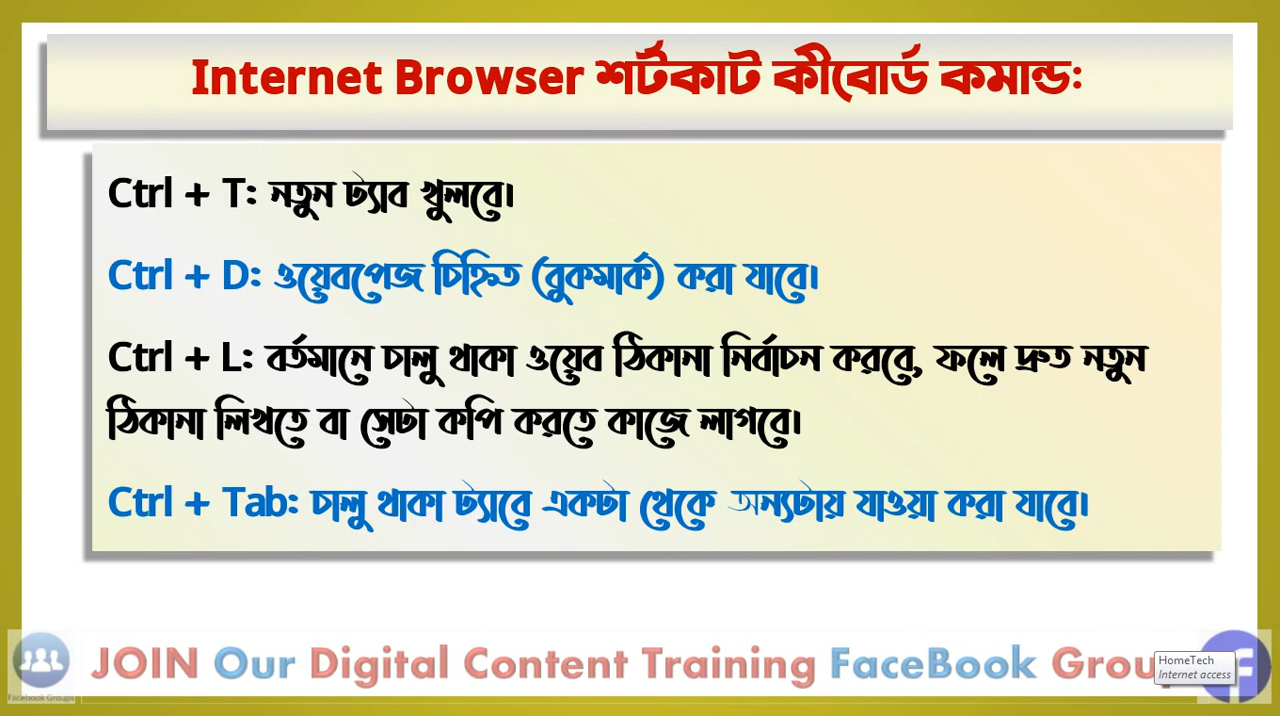 Internet Browser শর্টকাট কীবোর্ড কমান্ডঃ
Ctrl + T: নতুন ট্যাব খুলবে।
Ctrl + D: ওয়েবপেজ চিহ্নিত (বুকমার্ক) করা যাবে।
Ctrl + L: বর্তমানে চালু থাকা ওয়েব ঠিকানা নির্বাচন করবে, ফলে দ্রুত নতুন
ঠিকানা লিখতে বা সেটা কপি করতে কাজে লাগবে।
Ctrl + Tab: চালু থাকা ট্যাবে একটা থেকে অন্যটায় যাওয়া করা যাবে।
JOIN Our Digital Content Training FaceBook Group
Facebook Groups
HomeTech
Internet access